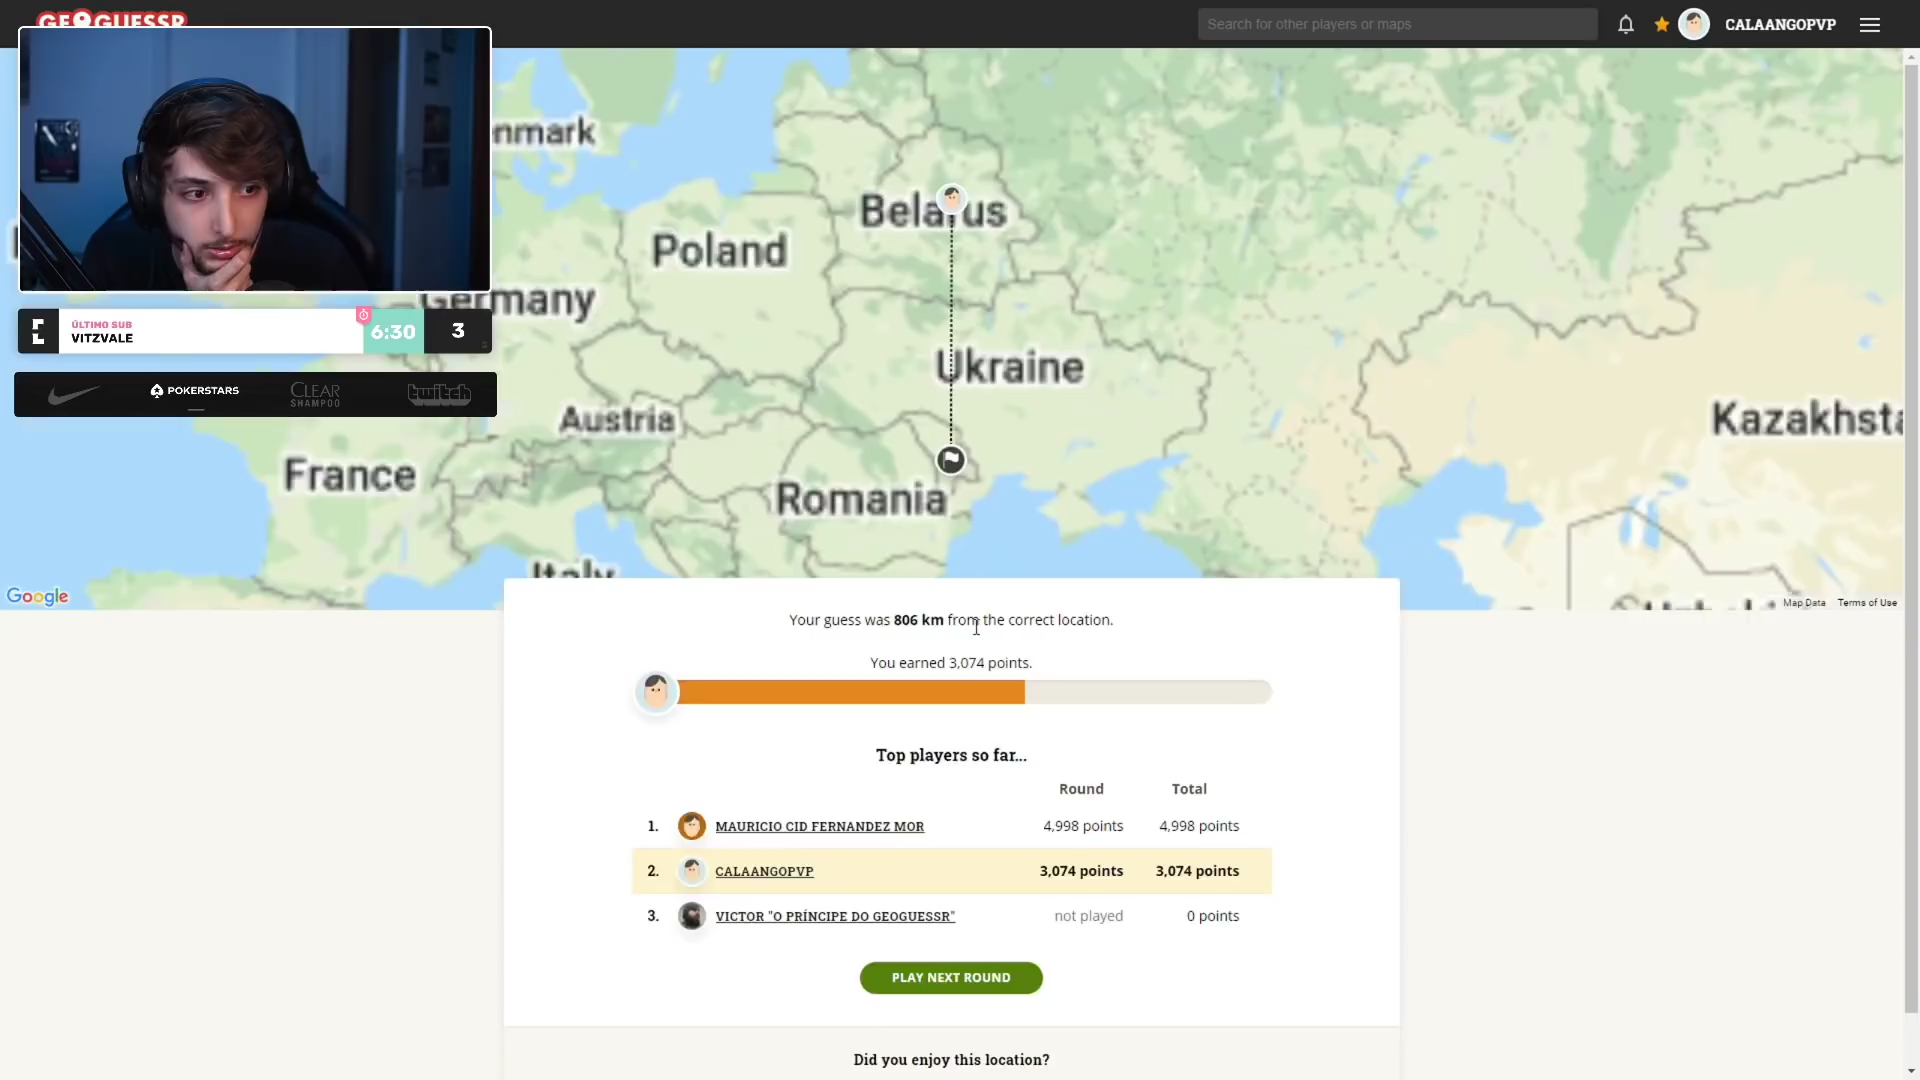 GEOGUESSR
Search for other players or maps
CALAANGOPVP
nmark
Belarus
Poland
Germany
ÚLTIMO SUB
VITZVALE
6:30
3
Ukraine
POKERSTARS
CLEAR
SHAMPOO
twitch
Austria
Kazakhsta
France
Romania
Italy
Google
Map Data
Terms of Use
Your guess was 806 km from the correct location.
You earned 3,074 points.
Top players so far...
Round Total
1. MAURICIO CID FERNANDEZ MOR 4,998 points 4,998 points
2. CALAANGOPVP 3,074 points 3,074 points
3. VICTOR "O PRÍNCIPE DO GEOGUESSR" not played 0 points
PLAY NEXT ROUND
Did you enjoy this location?